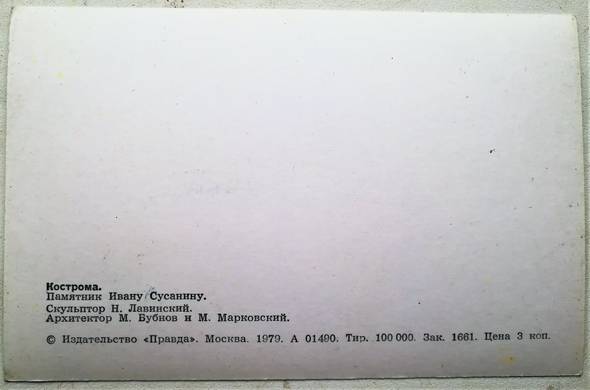 Кострома.
Памятник Ивану Сусанину.
Скульптор Н. Лавинский.
Архитектор М. Бубнов и М. Марковский.
© Издательство «Правда». Москва. 1979. А 01490. Тир. 100 000. Зак. 1661. Цена 3 коп.